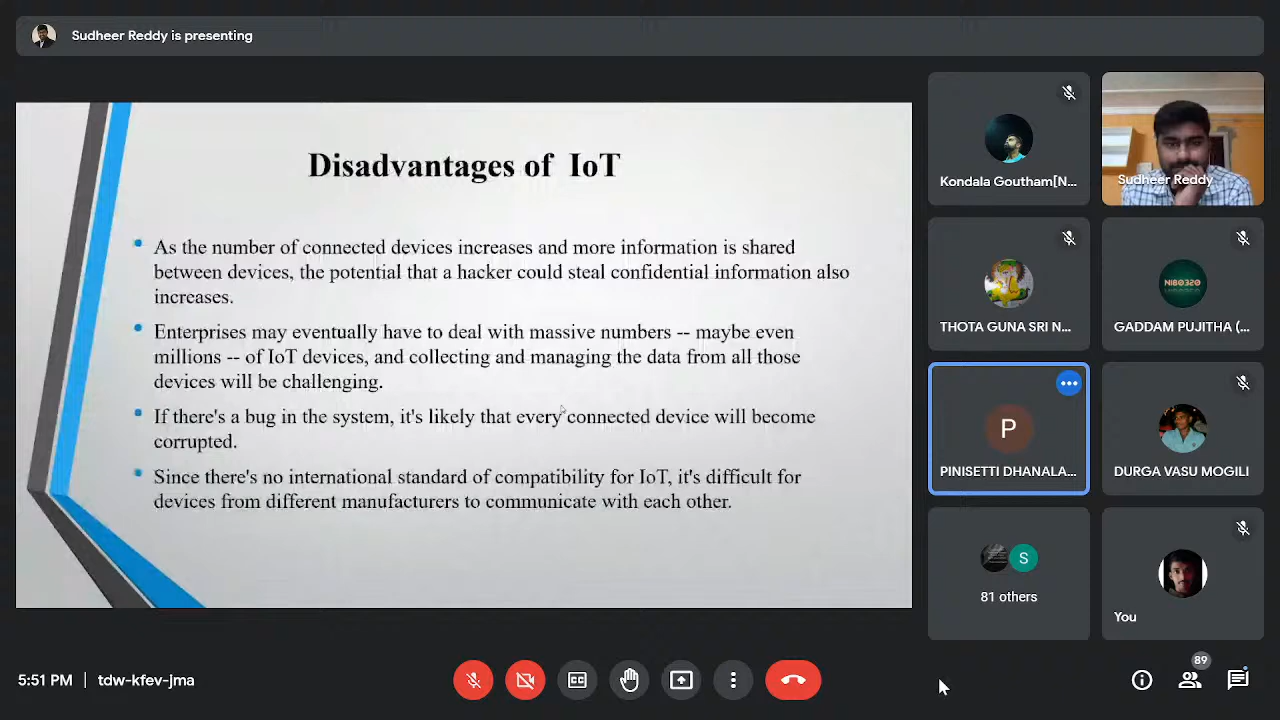 Sudheer Reddy is presenting
Disadvantages of IoT
As the number of connected devices increases and more information is shared
between devices, the potential that a hacker could steal confidential information also
increases.
Enterprises may eventually have to deal with massive numbers -- maybe even
millions -- of IoT devices, and collecting and managing the data from all those
devices will be challenging.
If there's a bug in the system, it's likely that every connected device will become
corrupted.
Since there's no international standard of compatibility for IoT, it's difficult for
devices from different manufacturers to communicate with each other.
Kondala Goutham[N...
Sudheer Reddy
THOTA GUNA SRI N...
NIBO320
GADDAM PUJITHA (...
P
PINISETTI DHANALA...
DURGA VASU MOGILI
S
81 others
You
5:51 PM | tdw-kfev-jma
CC
89